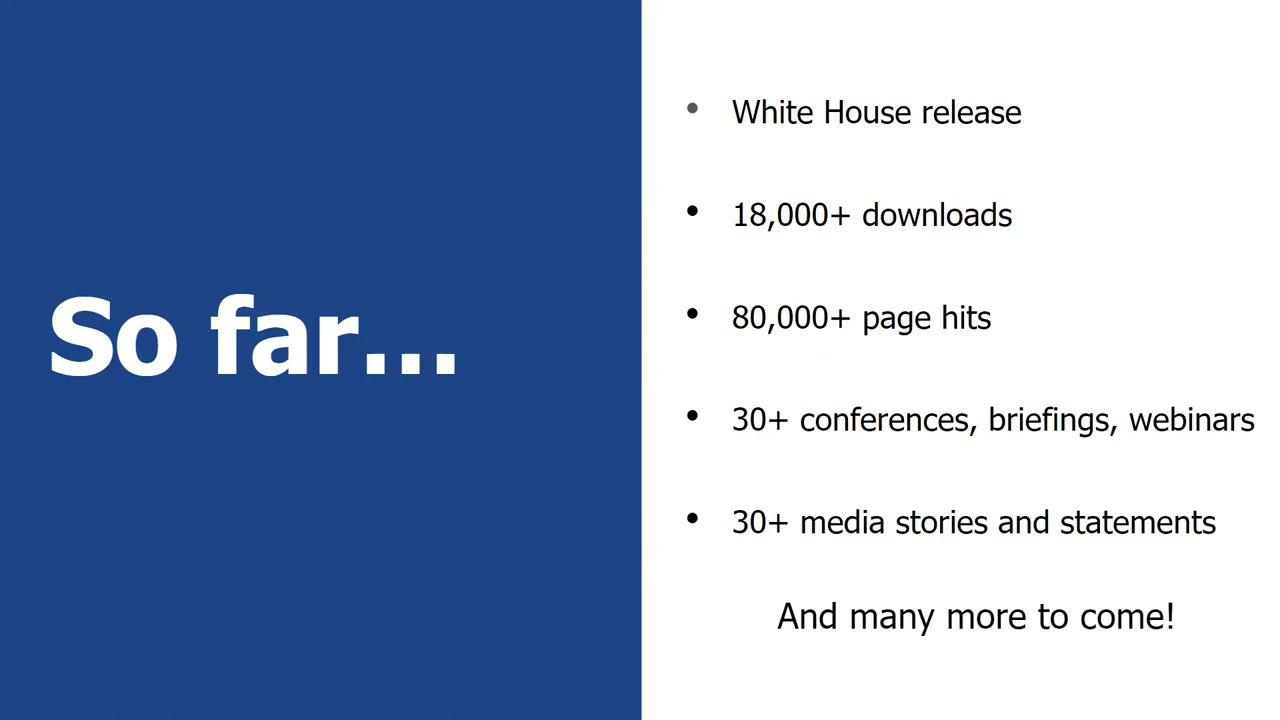 So far...
• White House release
• 18,000+ downloads
• 80,000+ page hits
• 30+ conferences, briefings, webinars
• 30+ media stories and statements
And many more to come!